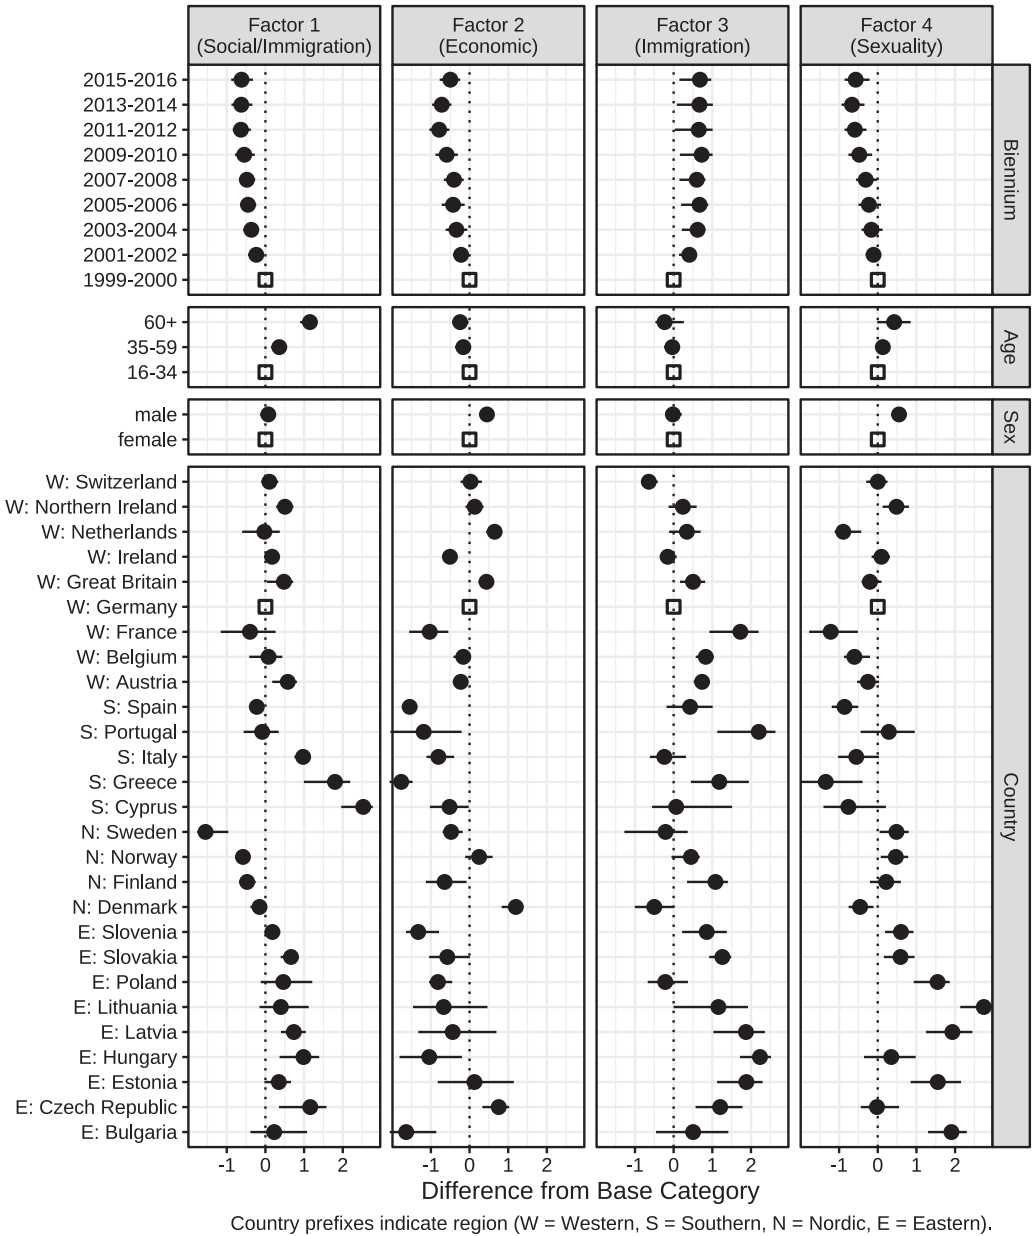 Factor 1
(Social/Immigration)
Factor 2
(Economic)
Factor 3
(Immigration)
Factor 4
(Sexuality)
2015-2016
2013-2014
2011-2012
2009-2010
2007-2008
2005-2006
2003-2004
2001-2002
1999-2000
Biennium
60+
35-59
16-34
Age
male
female
Sex
W: Switzerland
W: Northern Ireland
W: Netherlands
W: Ireland
W: Great Britain
W: Germany
W: France
W: Belgium
W: Austria
S: Spain
S: Portugal
S: Italy
S: Greece
S: Cyprus
N: Sweden
N: Norway
N: Finland
N: Denmark
E: Slovenia
E: Slovakia
E: Poland
E: Lithuania
E: Latvia
E: Hungary
E: Estonia
E: Czech Republic
E: Bulgaria
Country
-1 0 1 2 -1 0 1 2 -1 0 1 2 -1 0 1 2
Difference from Base Category
Country prefixes indicate region (W = Western, S = Southern, N = Nordic, E = Eastern).